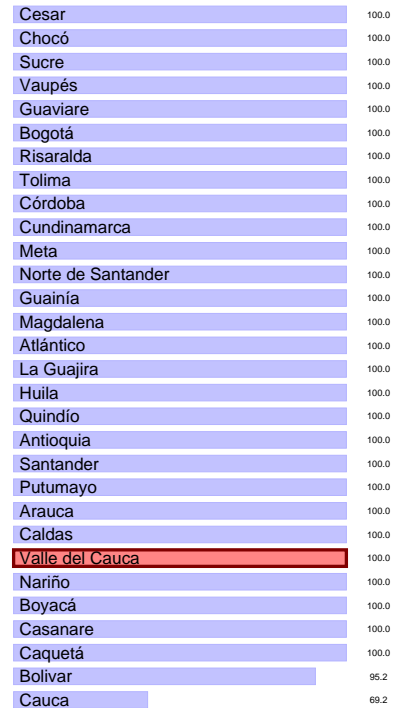 Cesar 100.0
Chocó 100.0
Sucre 100.0
Vaupés 100.0
Guaviare 100.0
Bogotá 100.0
Risaralda 100.0
Tolima 100.0
Córdoba 100.0
Cundinamarca 100.0
Meta 100.0
Norte de Santander 100.0
Guainía 100.0
Magdalena 100.0
Atlántico 100.0
La Guajira 100.0
Huila 100.0
Quindío 100.0
Antioquia 100.0
Santander 100.0
Putumayo 100.0
Arauca 100.0
Caldas 100.0
Valle del Cauca 100.0
Nariño 100.0
Boyacá 100.0
Casanare 100.0
Caquetá 100.0
Bolivar 95.2
Cauca 69.2